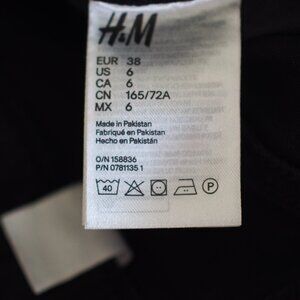 H&M
EUR 38
US 6
CA 6
CN 165/72A
MX 6
Made in Pakistan
Fabriqué en Pakistan
Hecho en Pakistán
O/N 158836
P/N 0781135 1
40 P